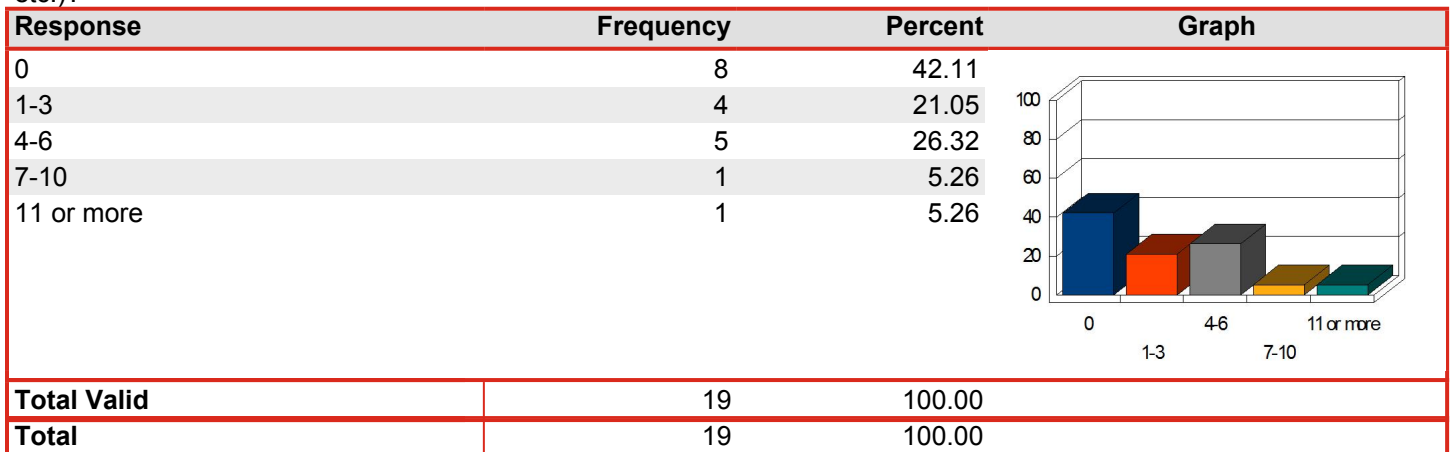 Response Frequency Percent Graph
0 8 42.11
1-3 4 21.05
4-6 5 26.32
7-10 1 5.26
11 or more 1 5.26
100
80
60
40
20
0
0 4-6 11 or more
1-3 7-10
Total Valid 19 100.00
Total 19 100.00